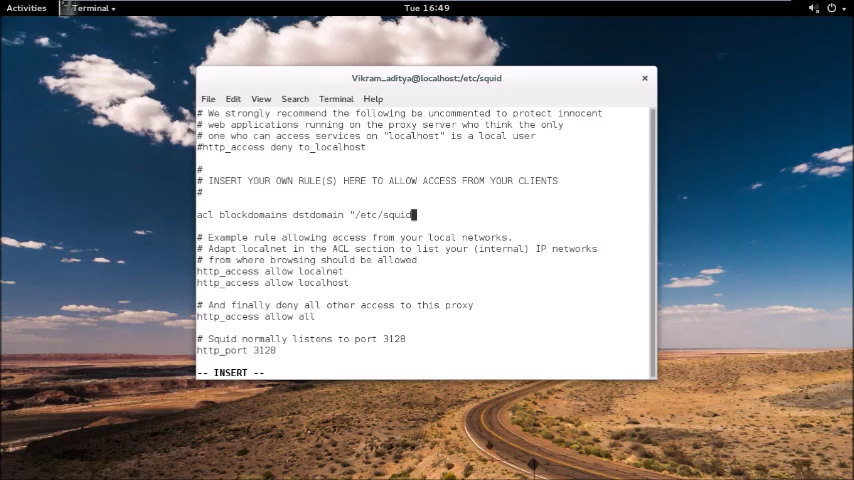 Activities
Terminal
Tue 16:49
Vikram_aditya@localhost:/etc/squid
×
File Edit View Search Terminal Help
# We strongly recommend the following be uncommented to protect innocent
# web applications running on the proxy server who think the only
# one who can access services on "localhost" is a local user
#http_access deny to_localhost
#
# INSERT YOUR OWN RULE(S) HERE TO ALLOW ACCESS FROM YOUR CLIENTS
#
acl blockdomains dstdomain "/etc/squid
# Example rule allowing access from your local networks.
# Adapt localnet in the ACL section to list your (internal) IP networks
# from where browsing should be allowed
http_access allow localnet
http_access allow localhost
# And finally deny all other access to this proxy
http_access allow all
# Squid normally listens to port 3128
http_port 3128
-- INSERT --